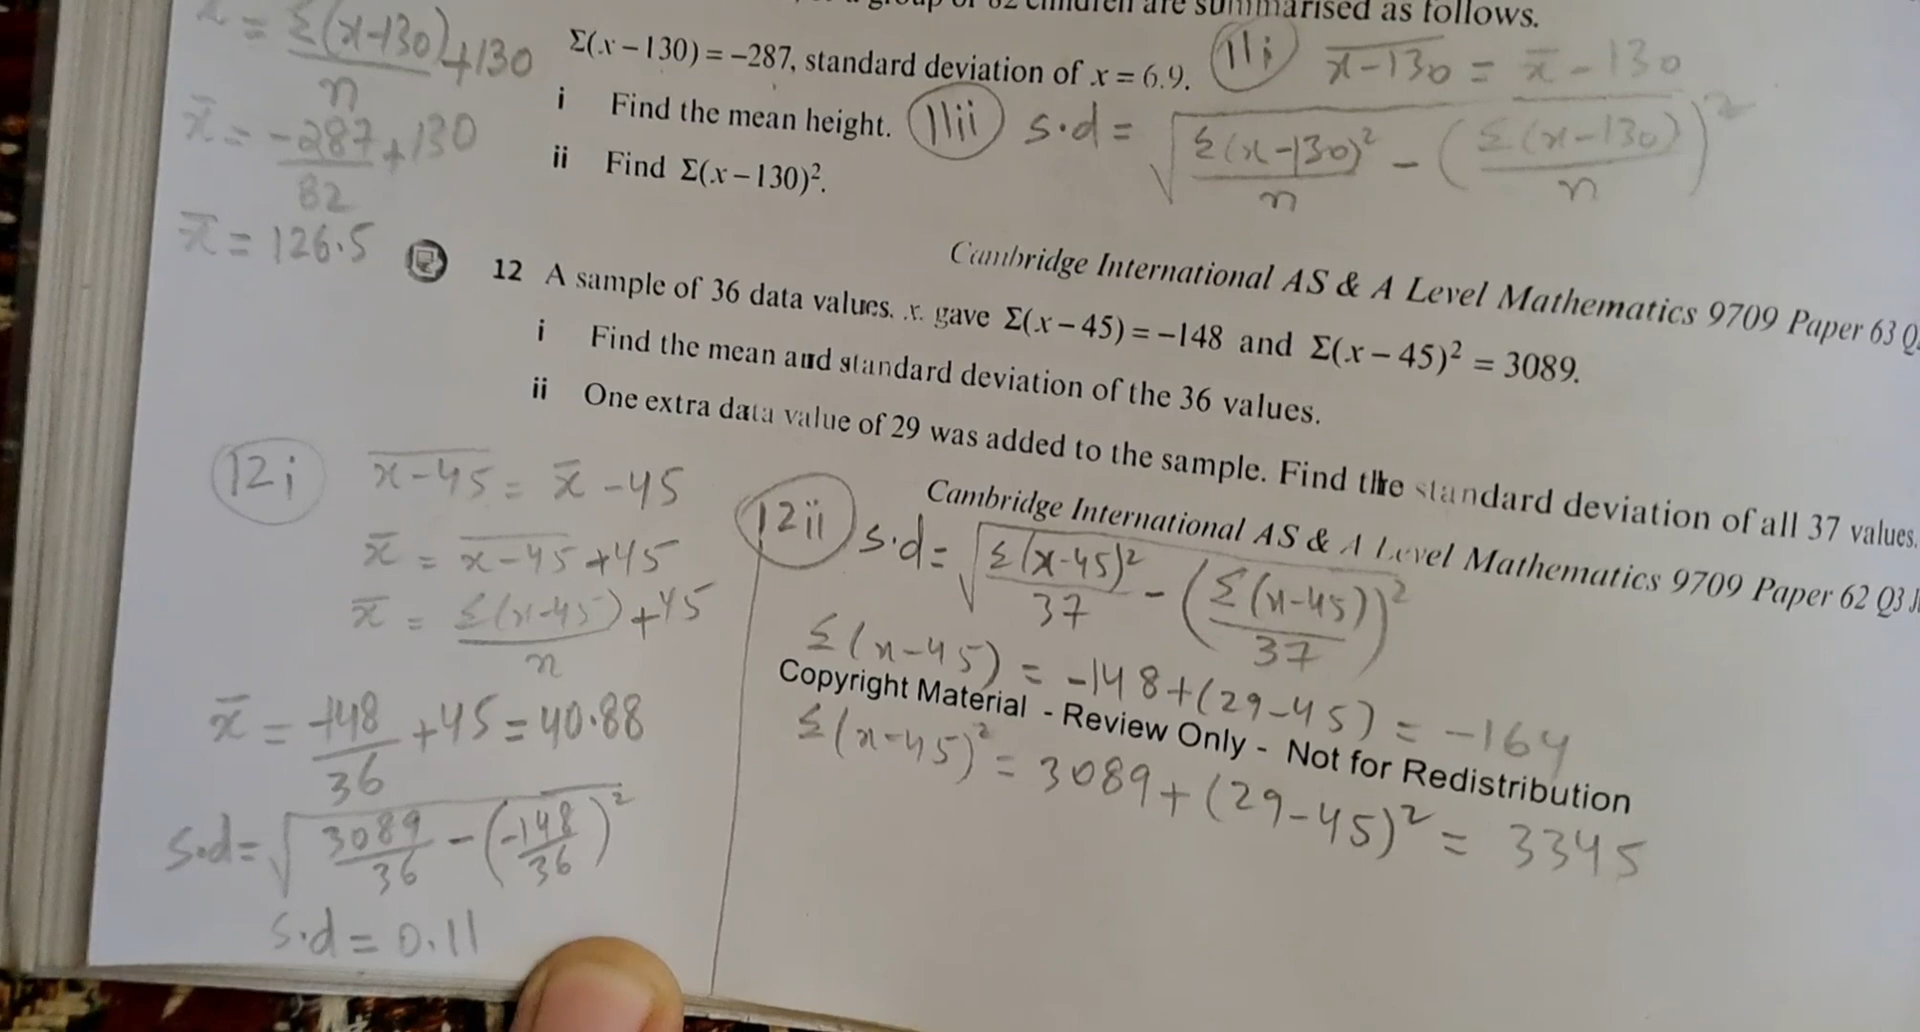 children are summarised as follows.
x̄ = Σ(x-130)/n + 130
Σ(x – 130) = –287, standard deviation of x = 6.9.
11i
x-130 = x̄ - 130
i Find the mean height.
11ii
s.d = √(Σ(x-130)²/n - (Σ(x-130)/n)²)
x̄ = -287/82 + 130
ii Find Σ(x – 130)².
x̄ = 126.5
Cambridge International AS & A Level Mathematics 9709 Paper 63 Q
12 A sample of 36 data values. x. gave Σ(x – 45) = –148 and Σ(x – 45)² = 3089.
i Find the mean and standard deviation of the 36 values.
ii One extra data value of 29 was added to the sample. Find the standard deviation of all 37 values.
Cambridge International AS & A Level Mathematics 9709 Paper 62 Q3
12i
x-45 = x̄ - 45
x̄ = x-45 + 45
x̄ = Σ(x-45)/n + 45
x̄ = -148/36 + 45 = 40.88
s.d = √(3089/36 - (-148/36)²)
s.d = 0.11
12ii
s.d = √(Σ(x-45)²/37 - (Σ(x-45)/37)²)
Σ(x-45) = -148+(29-45) = -164
Copyright Material - Review Only - Not for Redistribution
Σ(x-45)² = 3089+(29-45)² = 3345